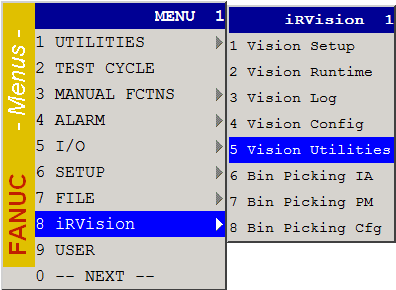 FANUC - Menus -
MENU 1
1 UTILITIES
2 TEST CYCLE
3 MANUAL FCTNS
4 ALARM
5 I/O
6 SETUP
7 FILE
8 iRVision
9 USER
0 -- NEXT --
iRVision 1
1 Vision Setup
2 Vision Runtime
3 Vision Log
4 Vision Config
5 Vision Utilities
6 Bin Picking IA
7 Bin Picking PM
8 Bin Picking Cfg